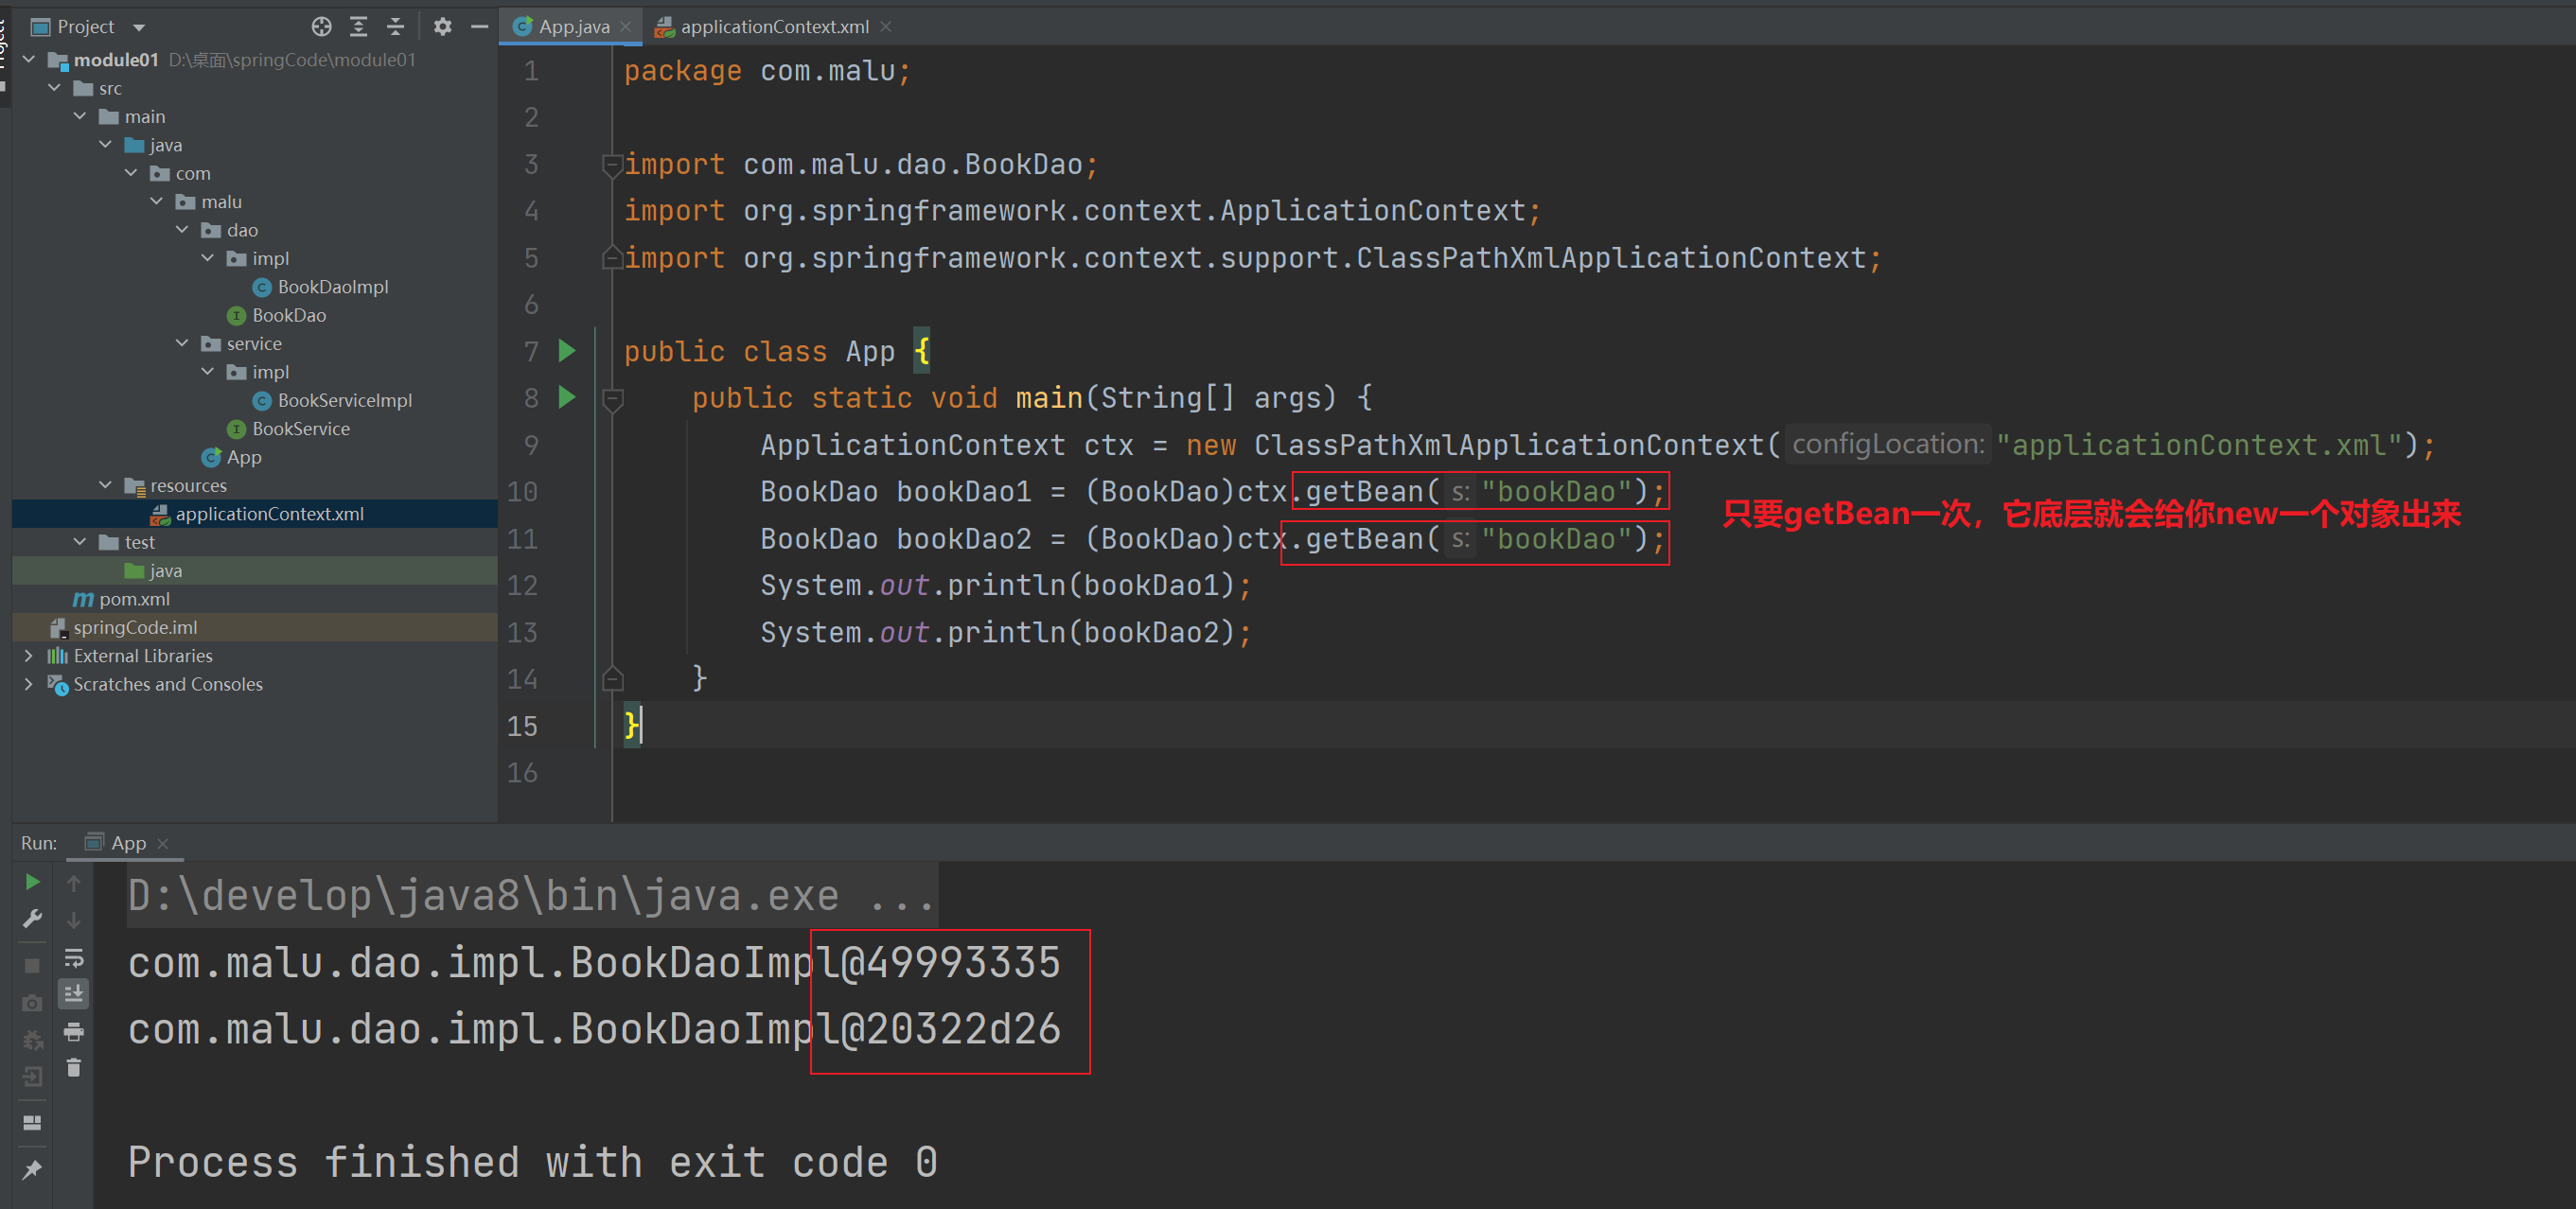 Project
module01 D:\桌面\springCode\module01
src
main
java
com
malu
dao
impl
BookDaoImpl
BookDao
service
impl
BookServiceImpl
BookService
App
resources
applicationContext.xml
test
java
pom.xml
springCode.iml
External Libraries
Scratches and Consoles
App.java
applicationContext.xml
1 package com.malu;
2
3 import com.malu.dao.BookDao;
4 import org.springframework.context.ApplicationContext;
5 import org.springframework.context.support.ClassPathXmlApplicationContext;
6
7 public class App {
8 public static void main(String[] args) {
9 ApplicationContext ctx = new ClassPathXmlApplicationContext( configLocation: "applicationContext.xml");
10 BookDao bookDao1 = (BookDao)ctx.getBean( s: "bookDao");
只要getBean一次，它底层就会给你new一个对象出来
11 BookDao bookDao2 = (BookDao)ctx.getBean( s: "bookDao");
12 System.out.println(bookDao1);
13 System.out.println(bookDao2);
14 }
15 }
16
Run: App
D:\develop\java8\bin\java.exe ...
com.malu.dao.impl.BookDaoImpl@49993335
com.malu.dao.impl.BookDaoImpl@20322d26
Process finished with exit code 0